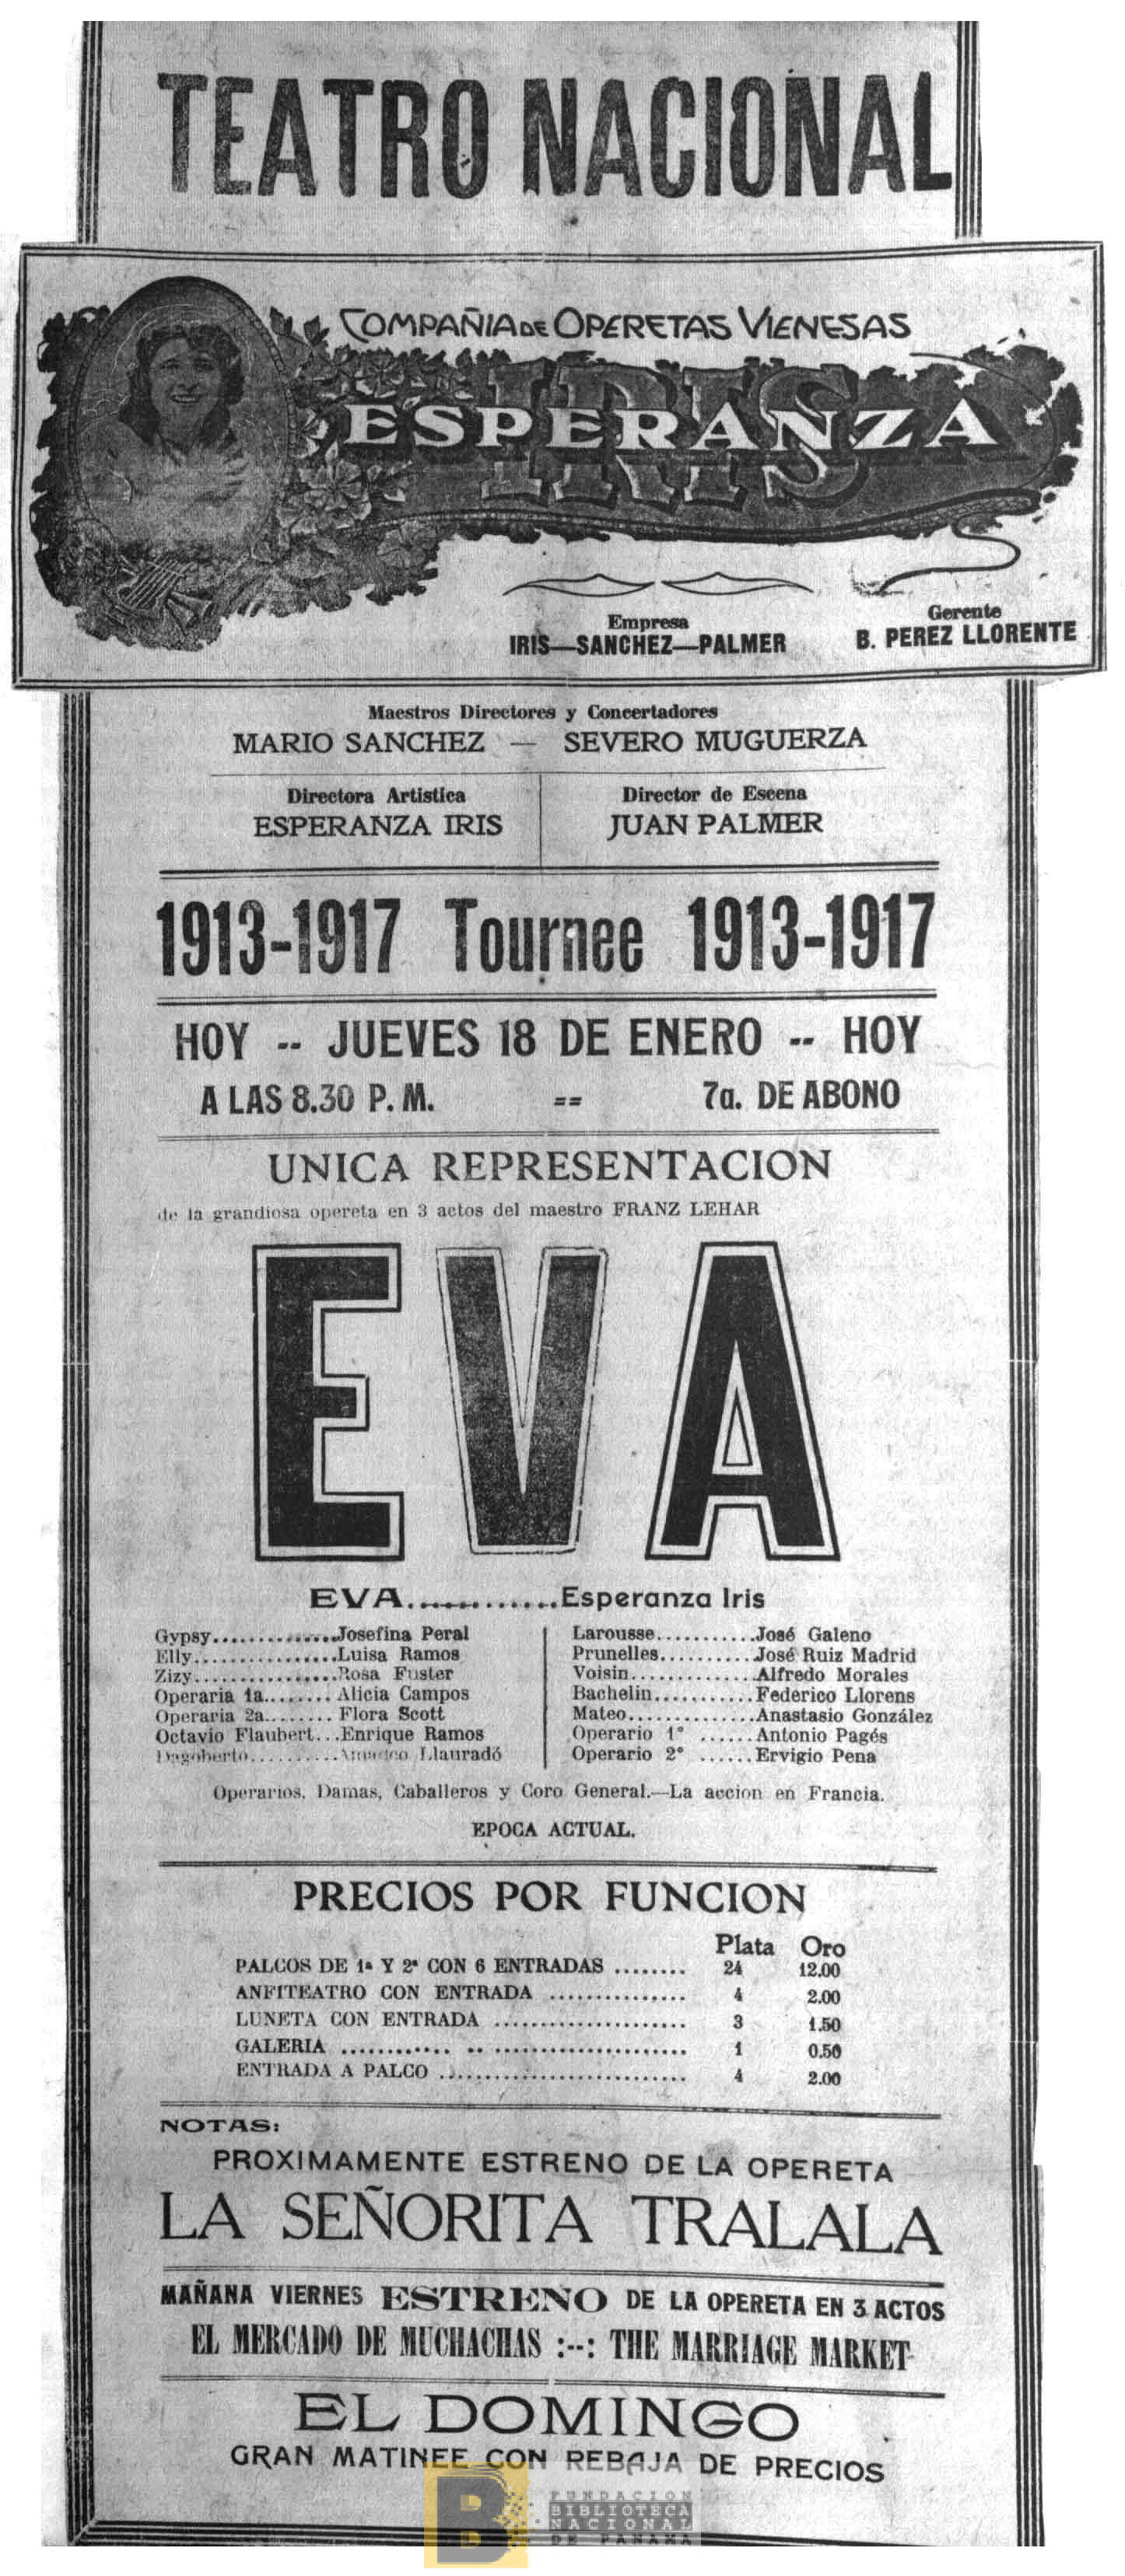 TEATRO NACIONAL
COMPAÑIA DE OPERETAS VIENESAS
ESPERANZA
IRIS
Empresa
IRIS—SANCHEZ—PALMER
Gerente
B. PEREZ LLORENTE
Maestros Directores y Concertadores
MARIO SANCHEZ — SEVERO MUGUERZA
Directora Artistica
ESPERANZA IRIS
Director de Escena
JUAN PALMER
1913-1917 Tournee 1913-1917
HOY -- JUEVES 18 DE ENERO -- HOY
A LAS 8.30 P. M. == 7a. DE ABONO
UNICA REPRESENTACION
de la grandiosa opereta en 3 actos del maestro FRANZ LEHAR
EVA
EVA............Esperanza Iris
Gypsy..............Josefina Peral
Elly................Luisa Ramos
Zizy................Rosa Fuster
Operaria 1a........ Alicia Campos
Operaria 2a........ Flora Scott
Octavio Flaubert...Enrique Ramos
Dagoberto..........Amadeo Llauradó
Larousse...........José Galeno
Prunelles..........José Ruiz Madrid
Voisin..............Alfredo Morales
Bachelin...........Federico Llorens
Mateo..............Anastasio González
Operario 1° ......Antonio Pagés
Operario 2° ......Ervigio Pena
Operarios, Damas, Caballeros y Coro General.—La accion en Francia.
EPOCA ACTUAL.
PRECIOS POR FUNCION
Plata Oro
PALCOS DE 1ª Y 2ª CON 6 ENTRADAS ........ 24 12.00
ANFITEATRO CON ENTRADA ............... 4 2.00
LUNETA CON ENTRADA ..................... 3 1.50
GALERIA ............ .. ..................... 1 0.50
ENTRADA A PALCO ........................... 4 2.00
NOTAS:
PROXIMAMENTE ESTRENO DE LA OPERETA
LA SEÑORITA TRALALA
MAÑANA VIERNES ESTRENO DE LA OPERETA EN 3 ACTOS
EL MERCADO DE MUCHACHAS :--: THE MARRIAGE MARKET
EL DOMINGO
GRAN MATINEE CON REBAJA DE PRECIOS
B
FUNDACION
BIBLIOTECA
NACIONAL
DE PANAMA